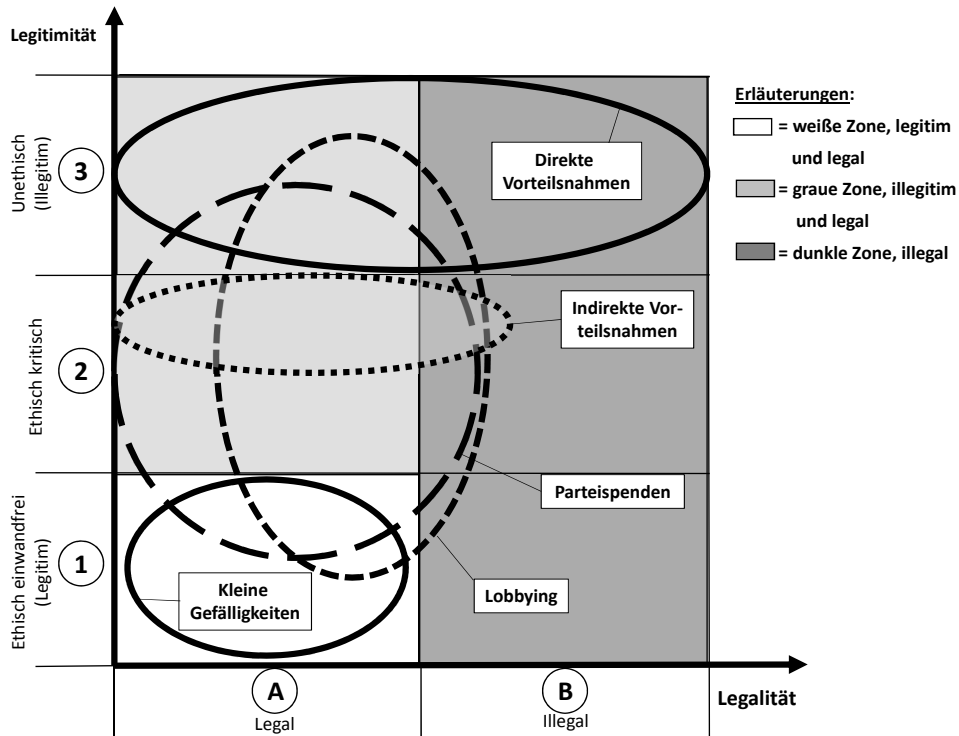 Legitimität
Erläuterungen:
= weiße Zone, legitim
und legal
= graue Zone, illegitim
und legal
= dunkle Zone, illegal
Unethisch
(Illegitim)
3
Direkte
Vorteilsnahmen
Ethisch kritisch
2
Indirekte Vor-
teilsnahmen
Parteispenden
Ethisch einwandfrei
(Legitim)
1
Kleine
Gefälligkeiten
Lobbying
A
B
Legal
Illegal
Legalität